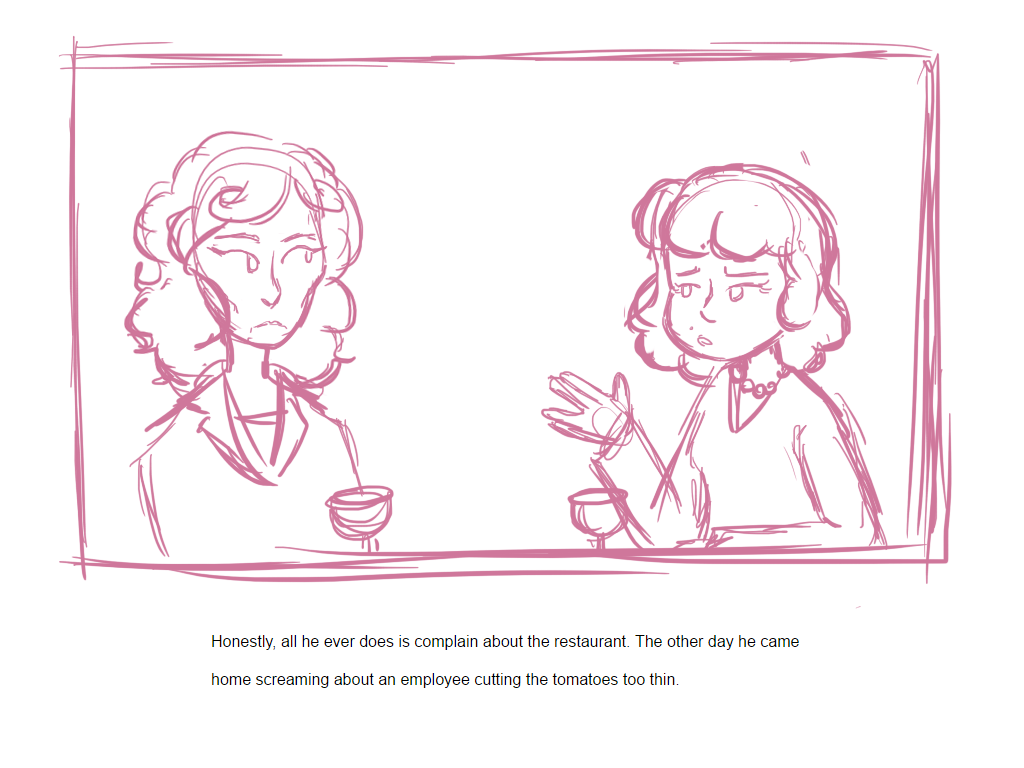 Honestly, all he ever does is complain about the restaurant. The other day he came
home screaming about an employee cutting the tomatoes too thin.